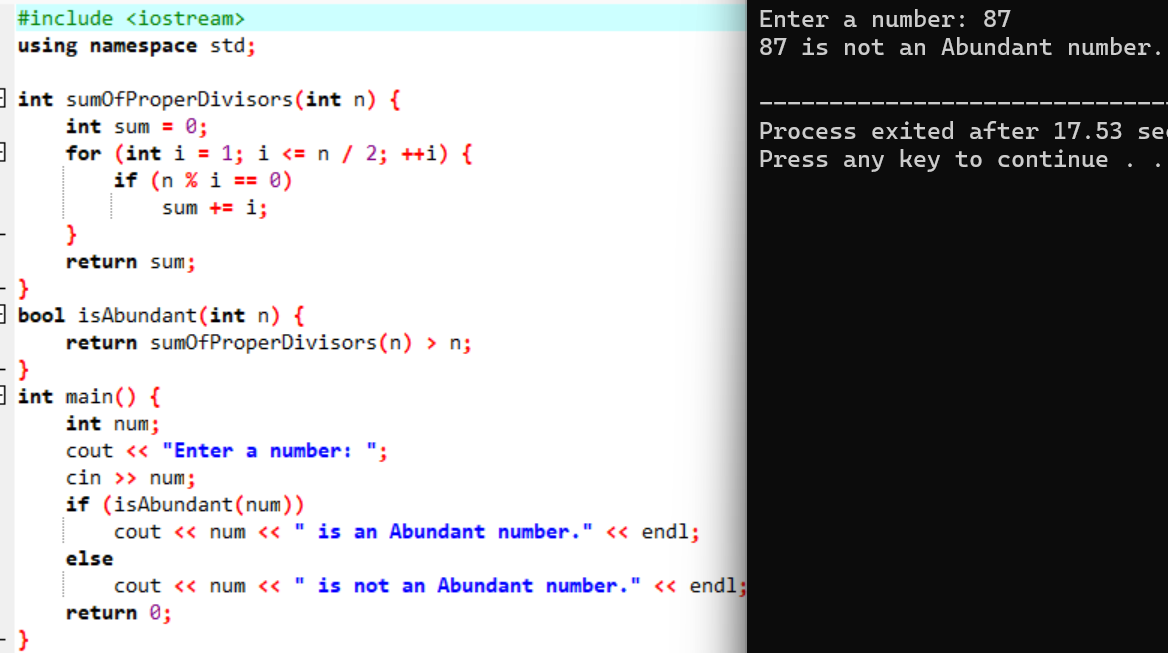 #include <iostream>
using namespace std;
int sumOfProperDivisors(int n) {
int sum = 0;
for (int i = 1; i <= n / 2; ++i) {
if (n % i == 0)
sum += i;
}
return sum;
}
bool isAbundant(int n) {
return sumOfProperDivisors(n) > n;
}
int main() {
int num;
cout << "Enter a number: ";
cin >> num;
if (isAbundant(num))
cout << num << " is an Abundant number." << endl;
else
cout << num << " is not an Abundant number." << endl;
return 0;
}
Enter a number: 87
87 is not an Abundant number.
--------------------------------
Process exited after 17.53
Press any key to continue . .